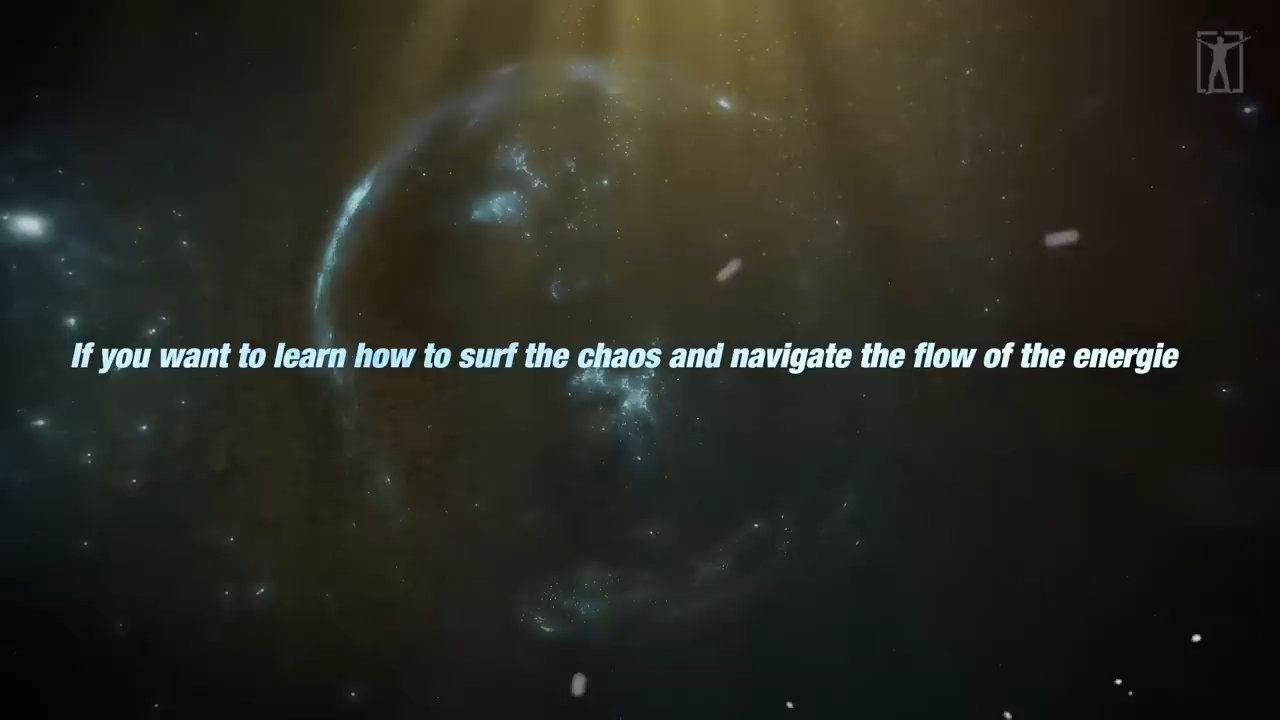 If you want to learn how to surf the chaos and navigate the flow of the energie